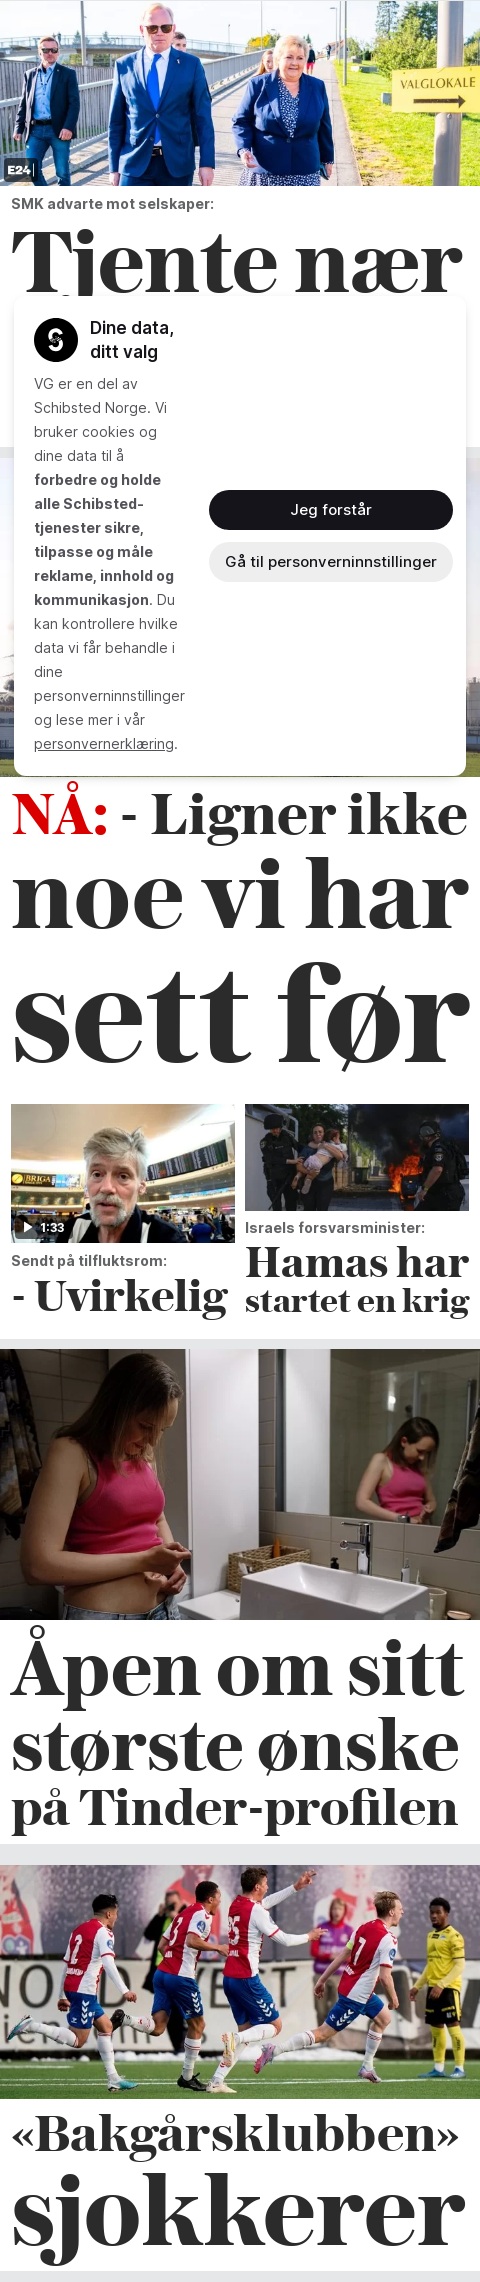 VALGLOKALE
E24
SMK advarte mot selskaper:
Tjente nær
Dine data,
ditt valg
VG er en del av
Schibsted Norge. Vi
bruker cookies og
dine data til å
forbedre og holde
alle Schibsted-
tjenester sikre,
tilpasse og måle
reklame, innhold og
kommunikasjon. Du
kan kontrollere hvilke
data vi får behandle i
dine
personverninnstillinger
og lese mer i vår
personvernerklæring.
Jeg forstår
Gå til personverninnstillinger
NÅ: - Ligner ikke
noe vi har
sett før
BRIGA
1:33
Sendt på tilfluktsrom:
- Uvirkelig
Israels forsvarsminister:
Hamas har
startet en krig
Åpen om sitt
største ønske
på Tinder-profilen
2
3
7
«Bakgårsklubben»
sjokkerer